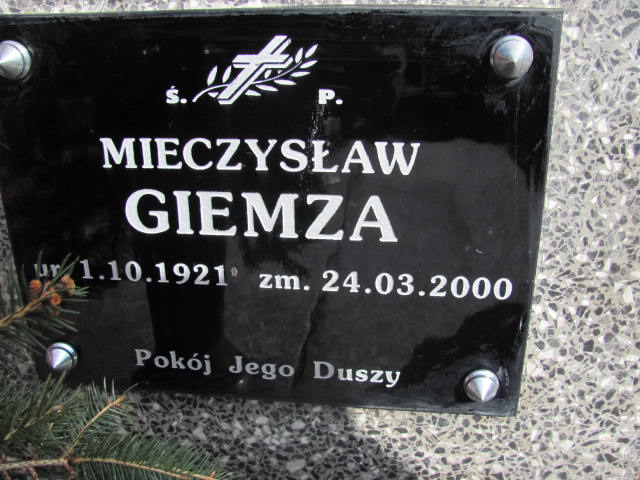 Ś. P.
MIECZYSŁAW
GIEMZA
ur. 1.10.1921 zm. 24.03.2000
Pokój Jego Duszy